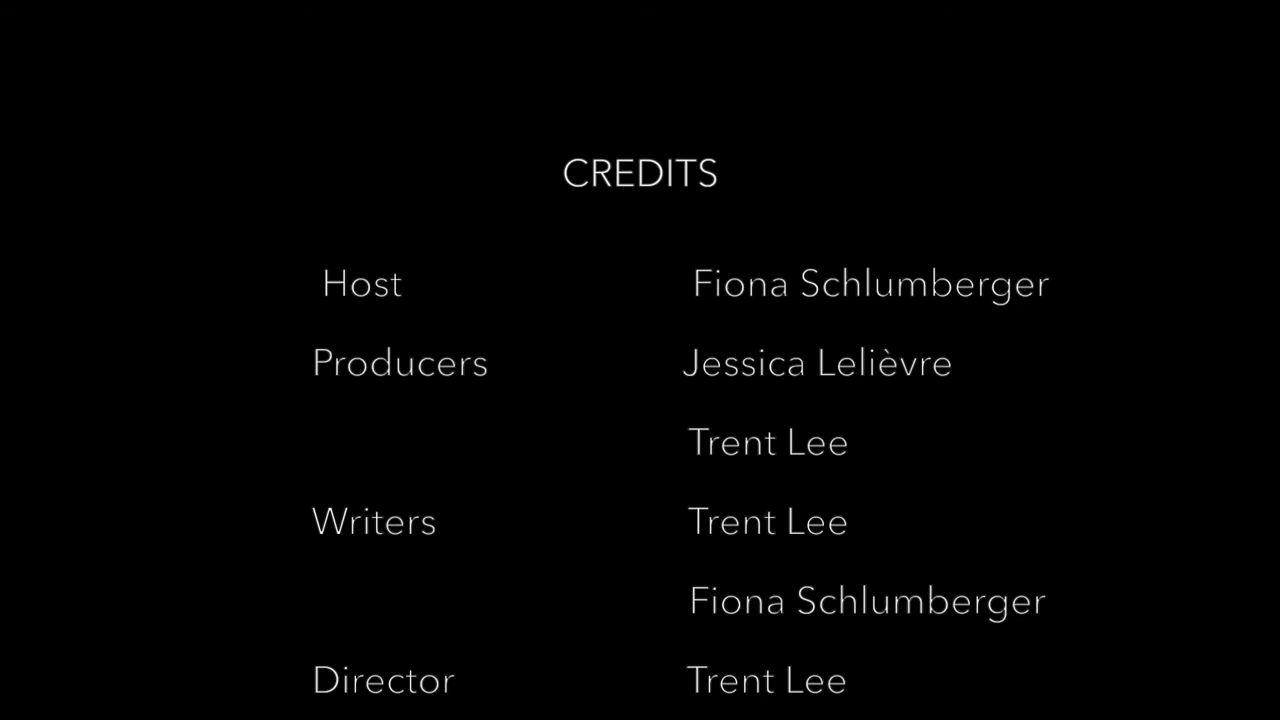 CREDITS
Host Fiona Schlumberger
Producers Jessica Lelièvre
Trent Lee
Writers Trent Lee
Fiona Schlumberger
Director Trent Lee